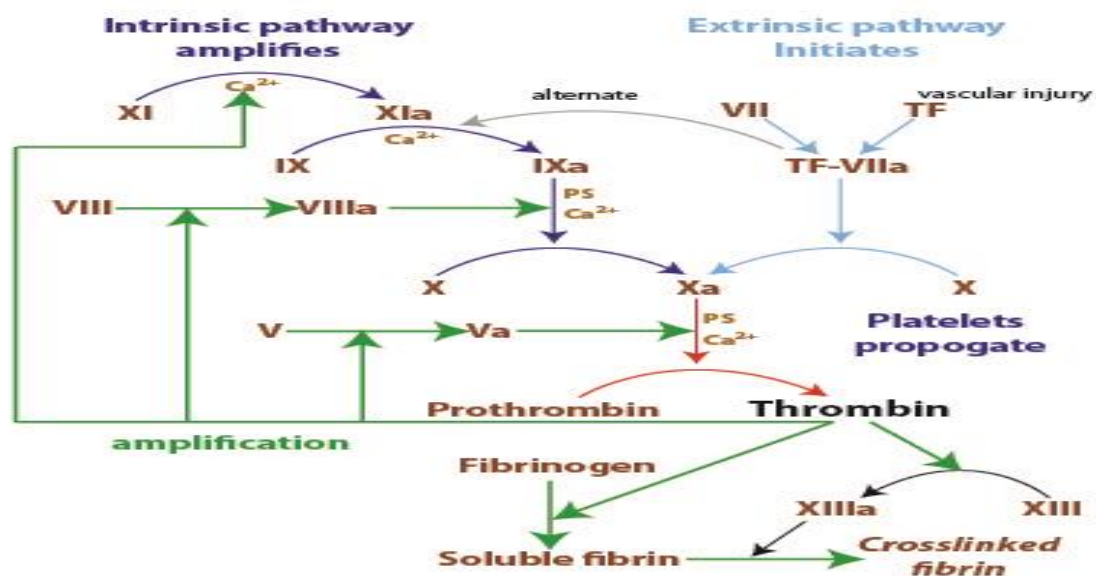 Intrinsic pathway
amplifies
Extrinsic pathway
Initiates
Ca2+
XI
XIa
alternate
VII
TF
vascular injury
Ca2+
IX
IXa
TF-VIIa
VIII
VIIIa
PS
Ca2+
X
Xa
X
V
Va
PS
Ca2+
Platelets
propogate
Prothrombin
Thrombin
amplification
Fibrinogen
XIIIa
XIII
Soluble fibrin
Crosslinked
fibrin